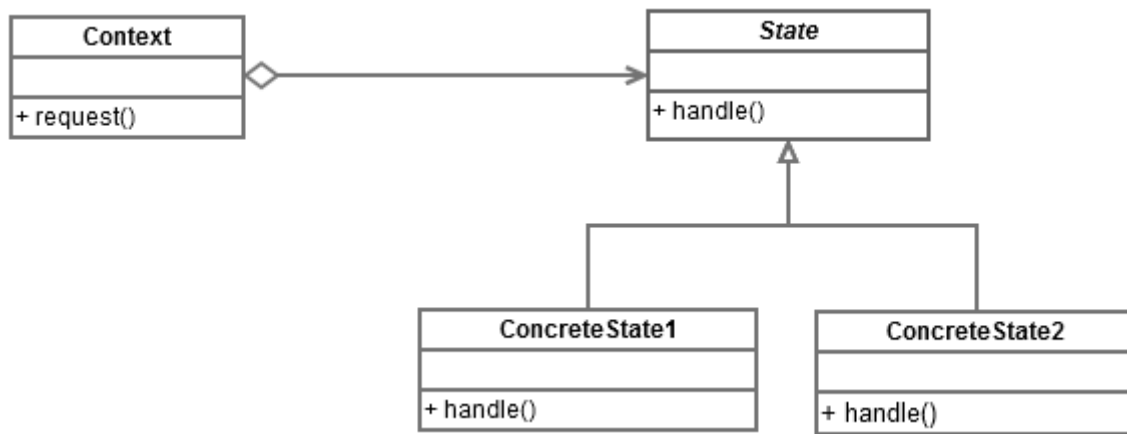 Context
+ request()
State
+ handle()
ConcreteState1
+ handle()
ConcreteState2
+ handle()